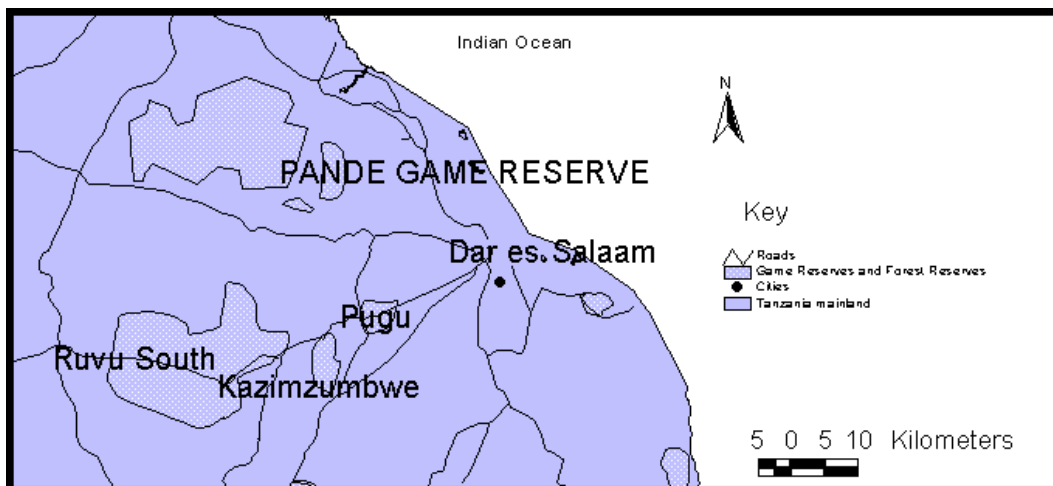 Indian Ocean
N
PANDE GAME RESERVE
Key
Dar es. Salaam
Roads
Game Reserves and Forest Reserves
Cities
Tanzania mainland
Pugu
Ruvu South
Kazimzumbwe
5 0 5 10 Kilometers